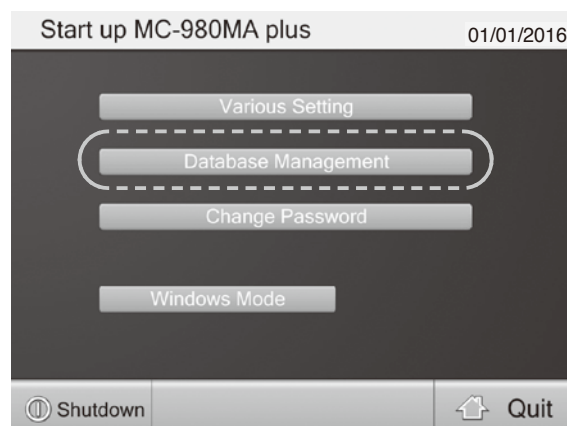 Start up MC-980MA plus
01/01/2016
Various Setting
Database Management
Change Password
Windows Mode
Shutdown
Quit